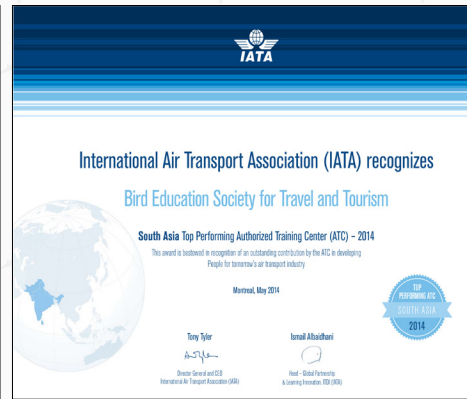 IATA
International Air Transport Association (IATA) recognizes
Bird Education Society for Travel and Tourism
South Asia Top Performing Authorized Training Center (ATC) – 2014
This award is bestowed in recognition of an outstanding contribution by the ATC in developing
People for tomorrow's air transport industry
Montreal, May 2014
TOP
PERFORMING ATC
SOUTH ASIA
2014
Tony Tyler
Ismail Albaidhani
Director General and CEO
International Air Transport Association (IATA)
Head – Global Partnership
& Learning Innovation, ITDI (IATA)